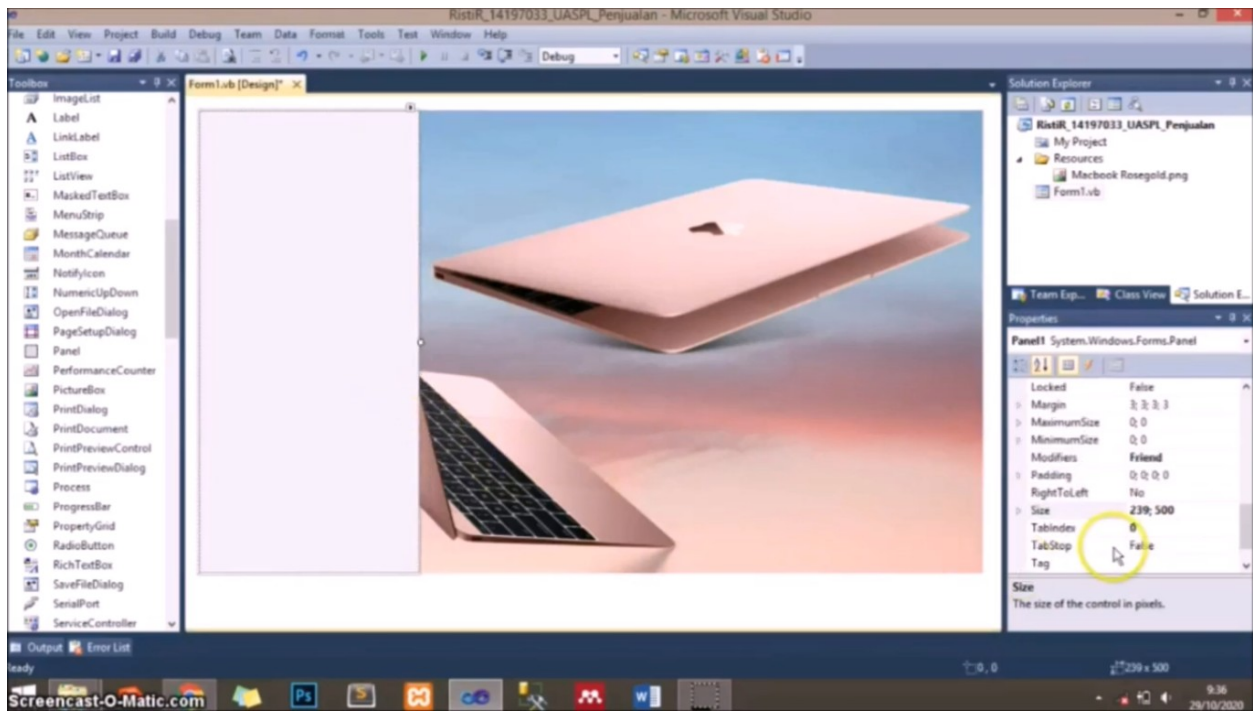 RistiR_14197033_UASPL_Penjualan - Microsoft Visual Studio
File Edit View Project Build Debug Team Data Format Tools Test Window Help
Debug
Toolbox
ImageList
Label
LinkLabel
ListBox
ListView
MaskedTextBox
MenuStrip
MessageQueue
MonthCalendar
NotifyIcon
NumericUpDown
OpenFileDialog
PageSetupDialog
Panel
PerformanceCounter
PictureBox
PrintDialog
PrintDocument
PrintPreviewControl
PrintPreviewDialog
Process
ProgressBar
PropertyGrid
RadioButton
RichTextBox
SaveFileDialog
SerialPort
ServiceController
Form1.vb [Design]*
Solution Explorer
RistiR_14197033_UASPL_Penjualan
My Project
Resources
Macbook Rosegold.png
Form1.vb
Team Exp... Class View Solution E...
Properties
Panel1 System.Windows.Forms.Panel
Locked False
Margin 3; 3; 3; 3
MaximumSize 0; 0
MinimumSize 0; 0
Modifiers Friend
Padding 0; 0; 0; 0
RightToLeft No
Size 239; 500
TabIndex 0
TabStop False
Tag
Size
The size of the control in pixels.
Output Error List
Ready 0, 0 239 x 500
Screencast-O-Matic.com
Ps S W
9:36
29/10/2020